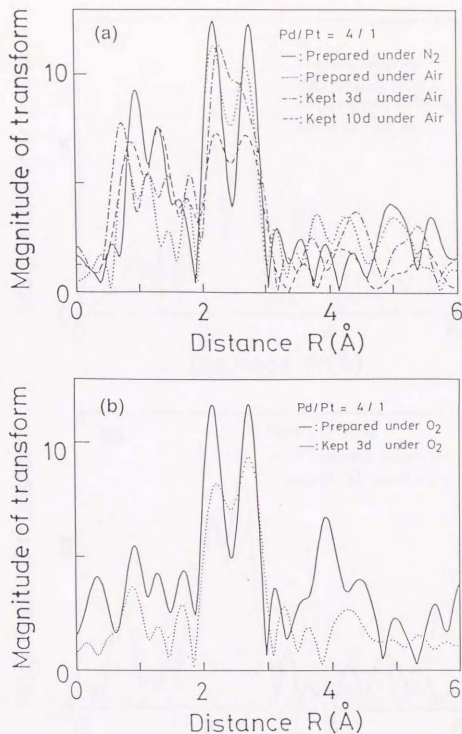 (a)
Pd/Pt = 4/1
—: Prepared under N2
·······: Prepared under Air
—·—: Kept 3d under Air
----: Kept 10d under Air
Magnitude of transform
10
0
0 2 4 6
Distance R (Å)
(b)
Pd/Pt = 4/1
—: Prepared under O2
·······: Kept 3d under O2
Magnitude of transform
10
0
0 2 4 6
Distance R (Å)